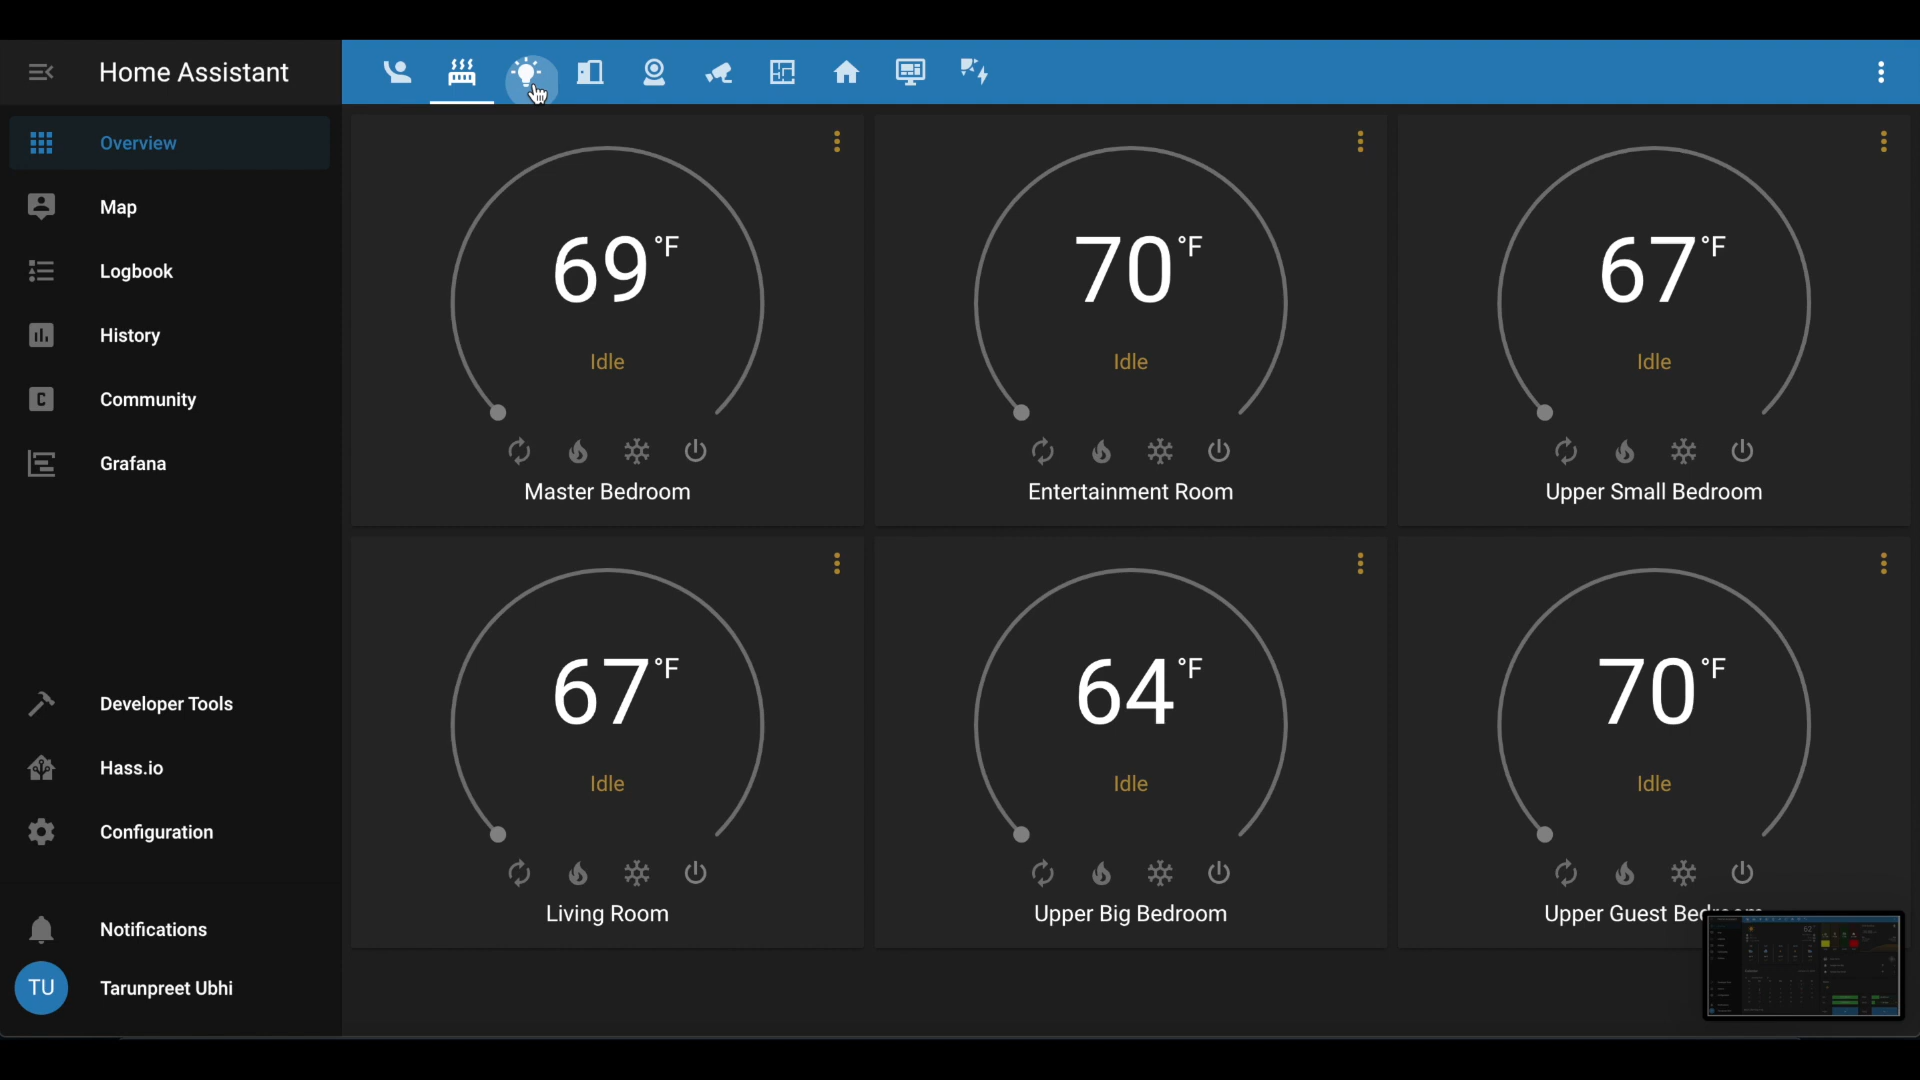 Home Assistant
Overview
Map
Logbook
History
C Community
Grafana
Developer Tools
Hass.io
Configuration
Notifications
TU Tarunpreet Ubhi
69 °F
Idle
Master Bedroom
70 °F
Idle
Entertainment Room
67 °F
Idle
Upper Small Bedroom
67 °F
Idle
Living Room
64 °F
Idle
Upper Big Bedroom
70 °F
Idle
Upper Guest Bedroom